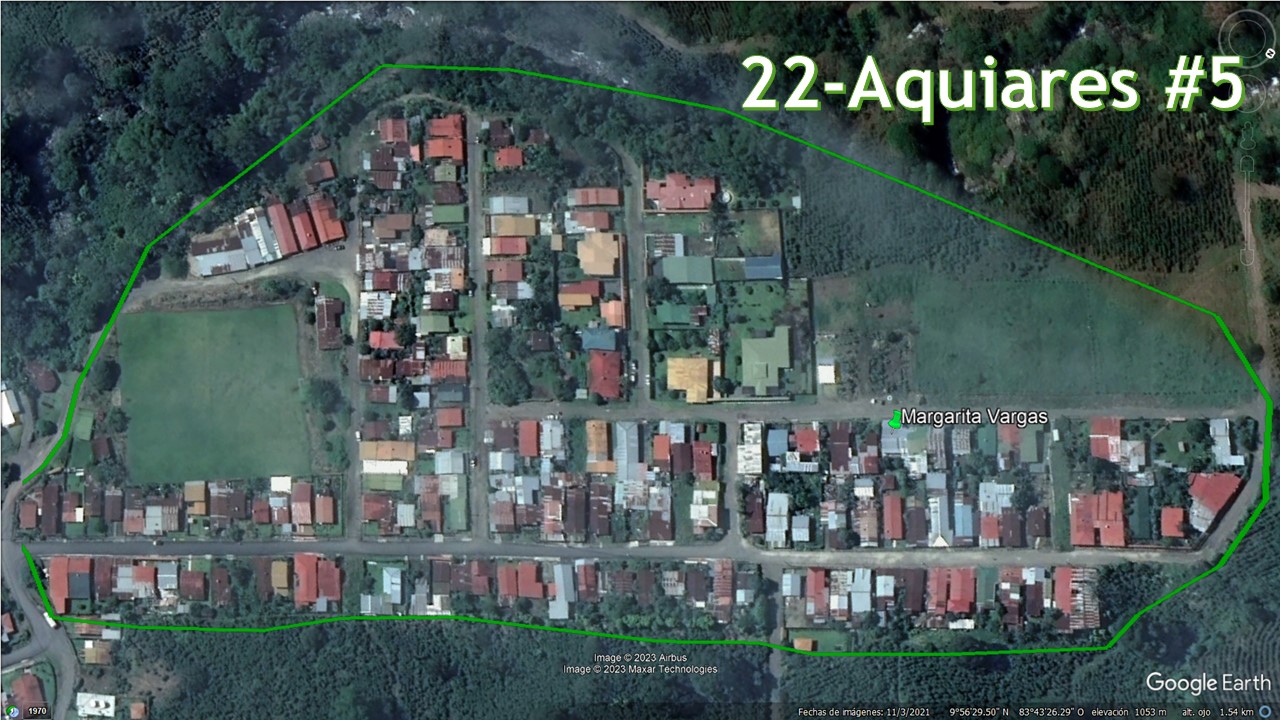 22-Aquiares #5
Margarita Vargas
Image © 2023 Airbus
Image © 2023 Maxar Technologies
Google Earth
1970
Fechas de imágenes: 11/3/2021 9°56'29.50" N 83°43'26.29" O elevación 1053 m alt. ojo 1.54 km